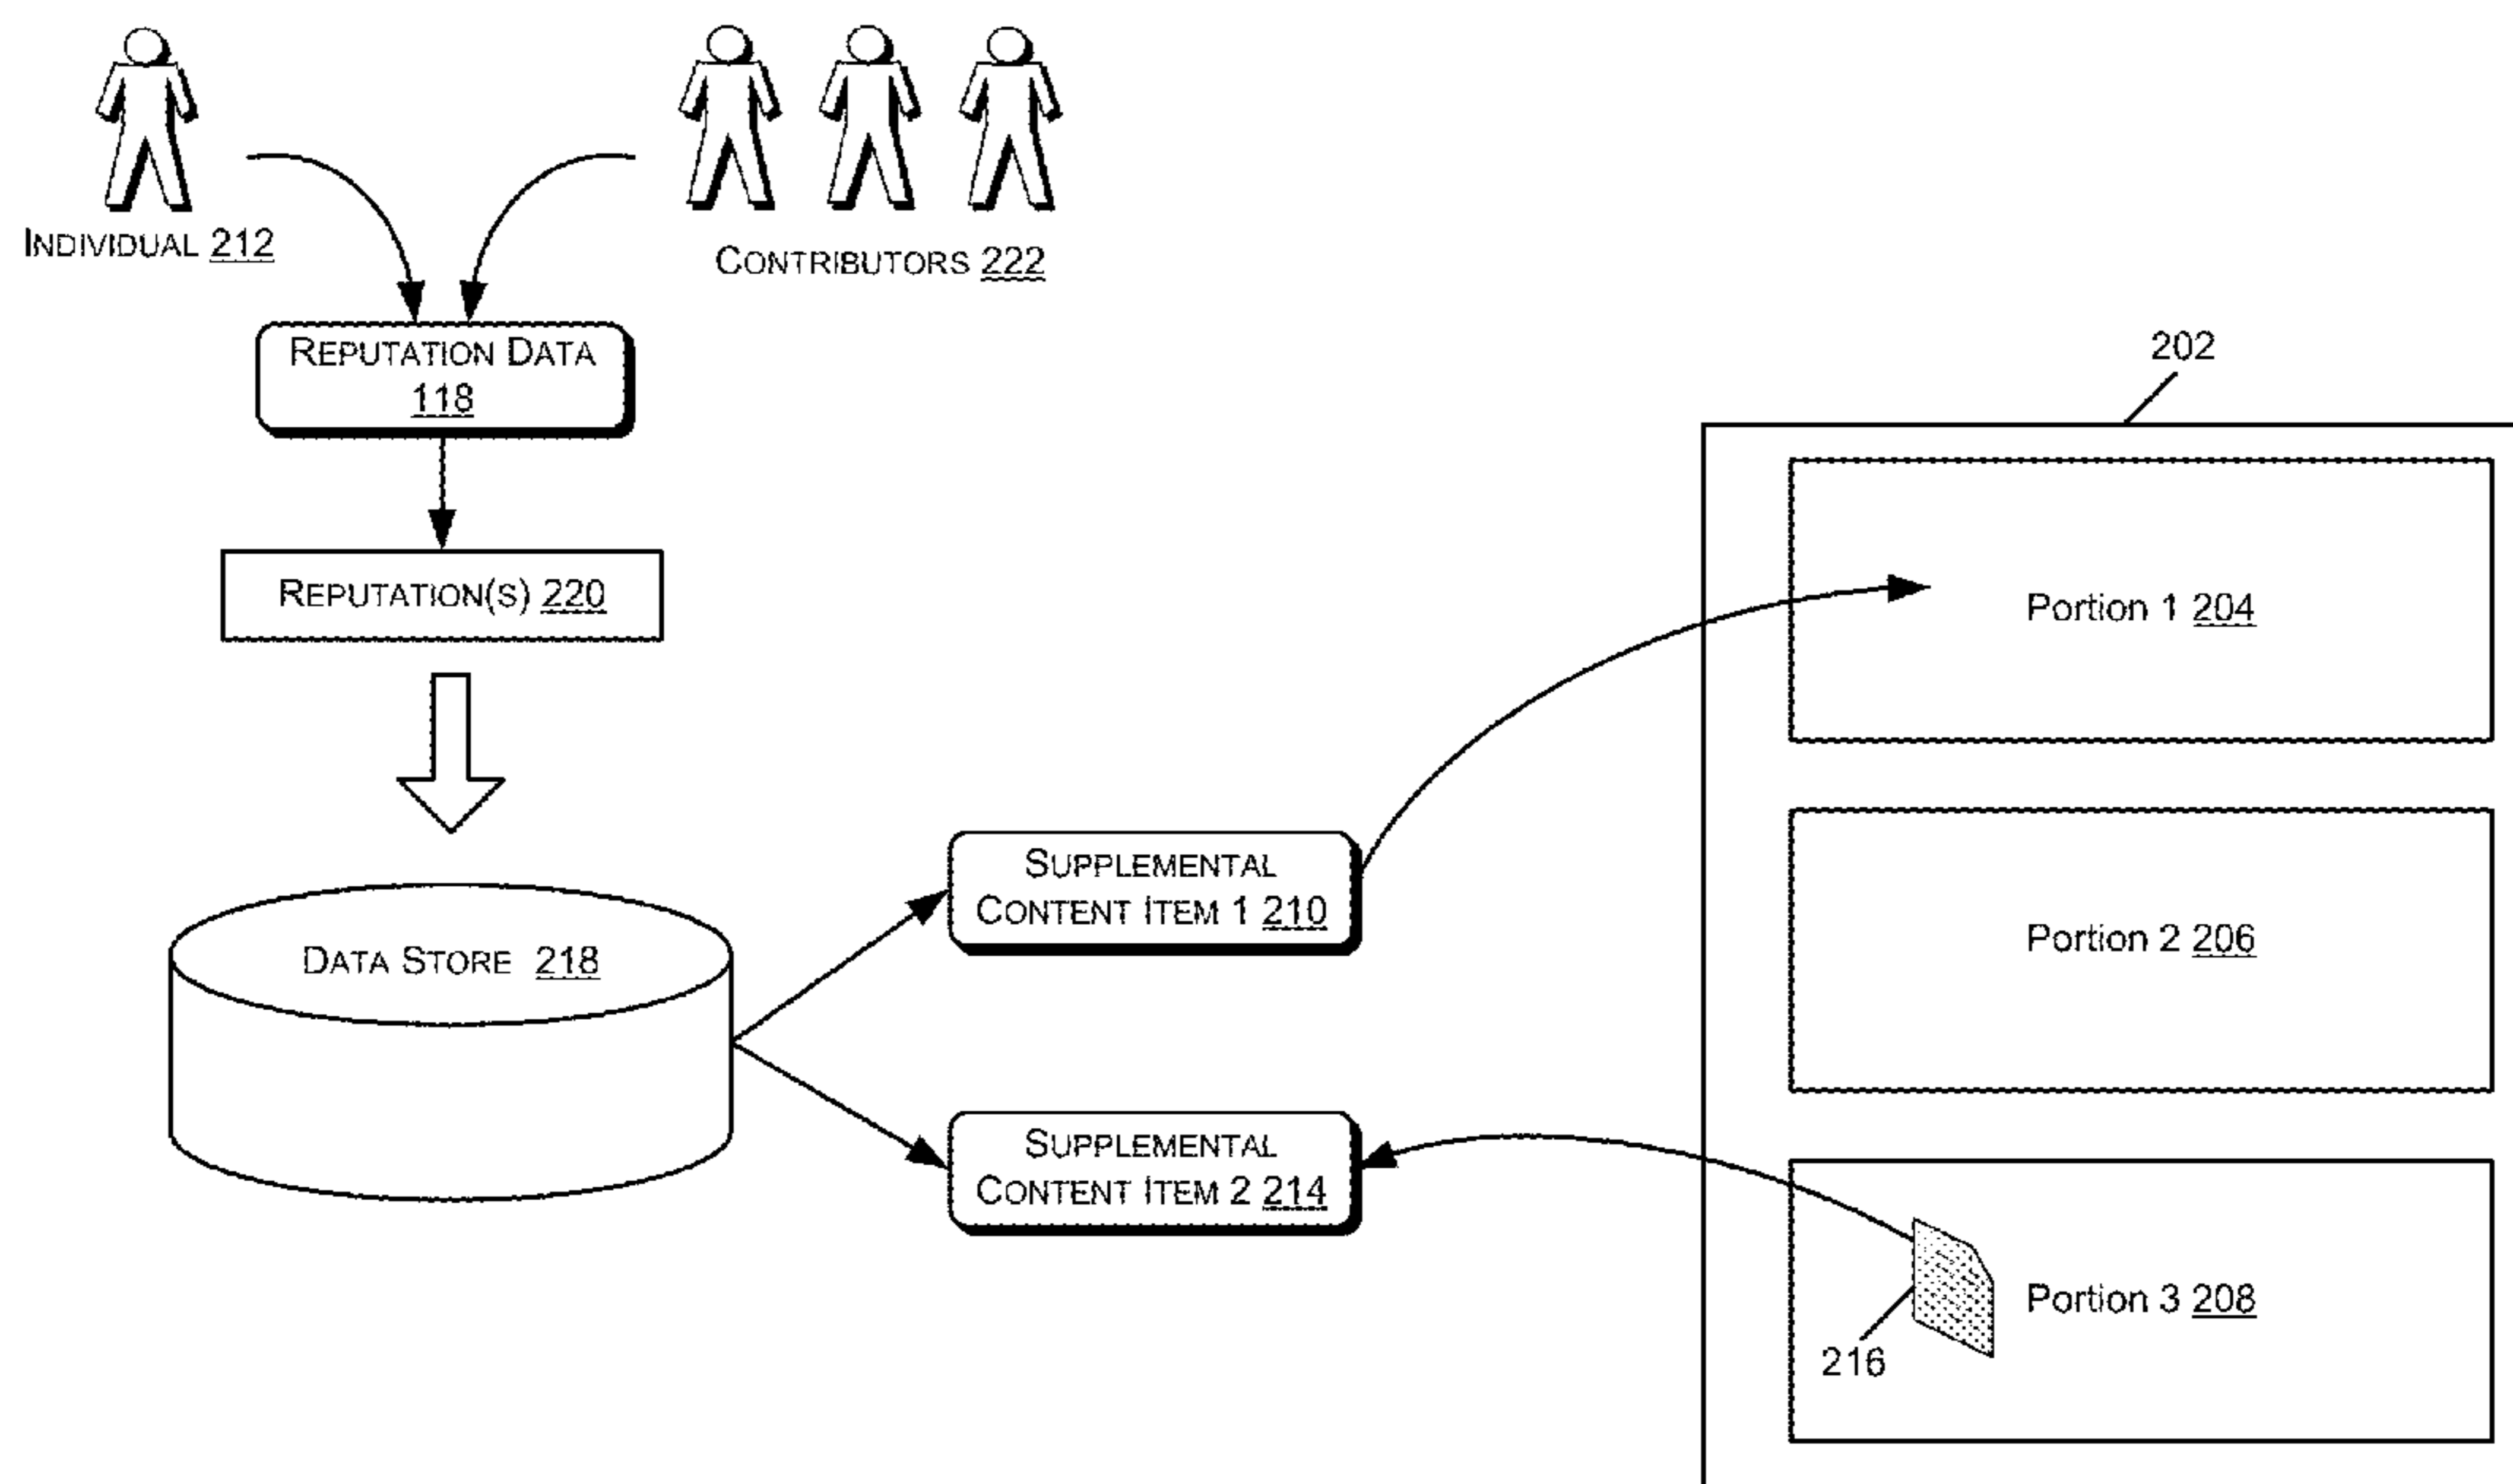 INDIVIDUAL 212
CONTRIBUTORS 222
REPUTATION DATA
118
202
REPUTATION(S) 220
Portion 1 204
SUPPLEMENTAL
CONTENT ITEM 1 210
DATA STORE 218
Portion 2 206
SUPPLEMENTAL
CONTENT ITEM 2 214
Portion 3 208
216